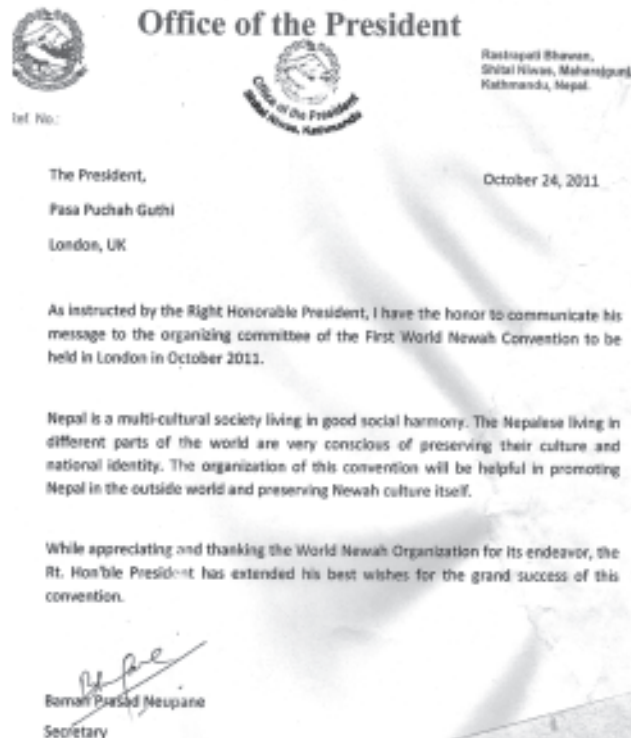 Office of the President
Office of the President
Shital Niwas, Kathmandu
Rastrapati Bhawan,
Shital Niwas, Maharajgunj,
Kathmandu, Nepal.
Ref. No.:
The President,
October 24, 2011
Pasa Puchah Guthi
London, UK
As instructed by the Right Honorable President, I have the honor to communicate his
message to the organizing committee of the First World Newah Convention to be
held in London in October 2011.
Nepal is a multi-cultural society living in good social harmony. The Nepalese living in
different parts of the world are very conscious of preserving their culture and
national identity. The organization of this convention will be helpful in promoting
Nepal in the outside world and preserving Newah culture itself.
While appreciating and thanking the World Newah Organization for its endeavor, the
Rt. Hon'ble President has extended his best wishes for the grand success of this
convention.
Baman Prasad Neupane
Secretary